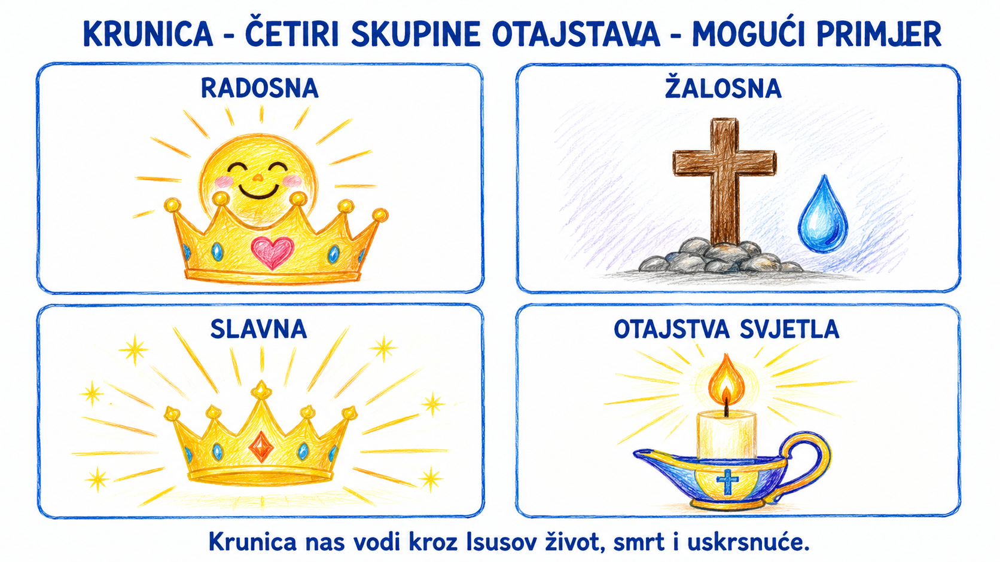 KRUNICA - ČETIRI SKUPINE OTAJSTAVA - MOGUĆI PRIMJER
RADOSNA
ŽALOSNA
SLAVNA
OTAJSTVA SVJETLA
Krunica nas vodi kroz Isusov život, smrt i uskrsnuće.